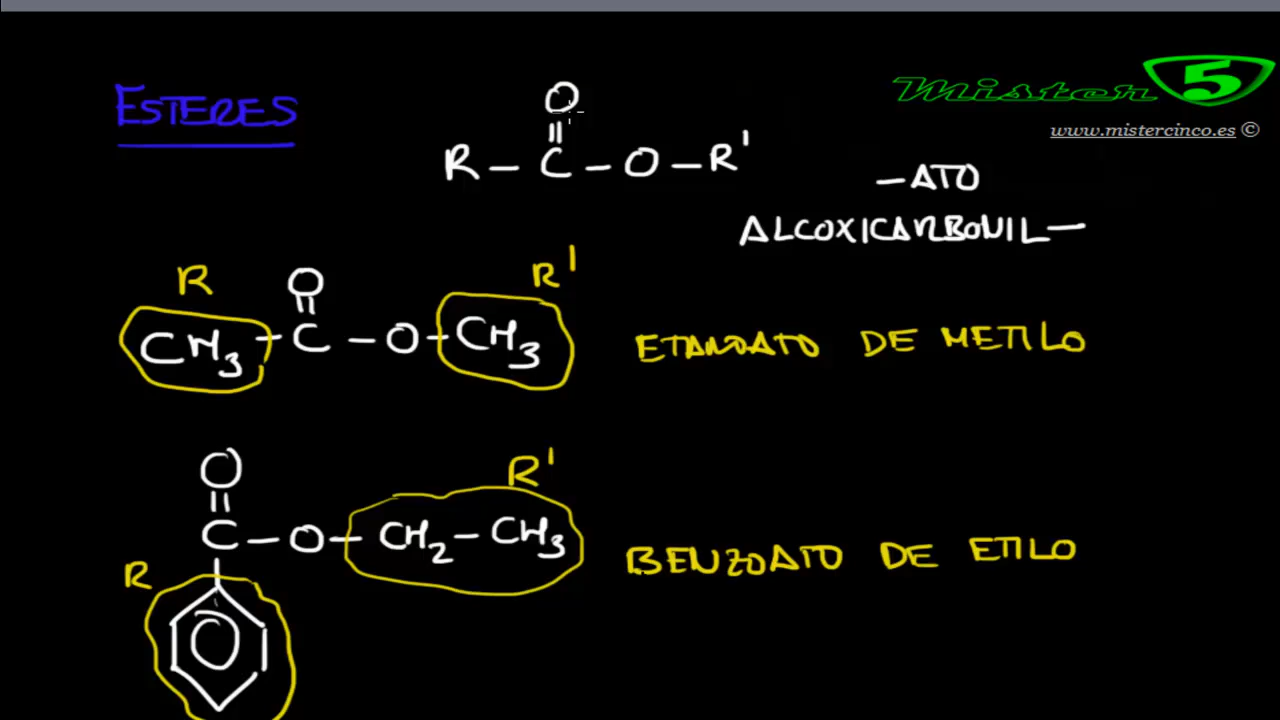 ESTERES
Mister 5
www.mistercinco.es ©
O
||
R – C – O – R'
–ATO
ALCOXICARBONIL–
R
R'
O
||
CH3 – C – O – CH3
ETANOATO DE METILO
O
||
R'
C – O – CH2 – CH3
BENZOATO DE ETILO
R